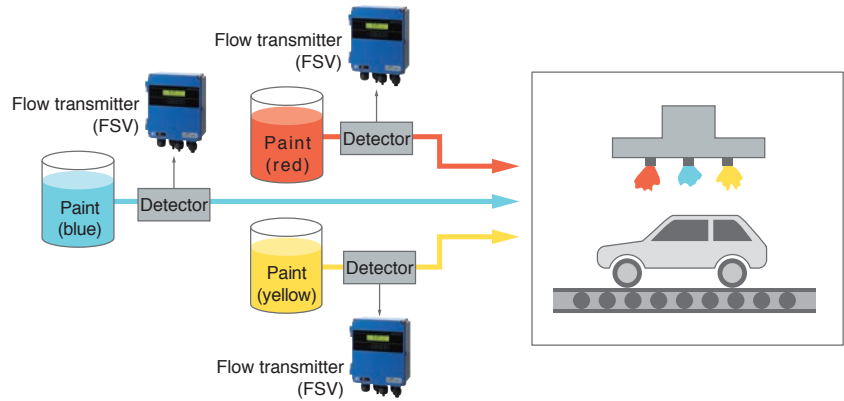 Flow transmitter
(FSV)
Flow transmitter
(FSV)
Paint
(red)
Detector
Paint
(blue)
Detector
Paint
(yellow)
Detector
Flow transmitter
(FSV)